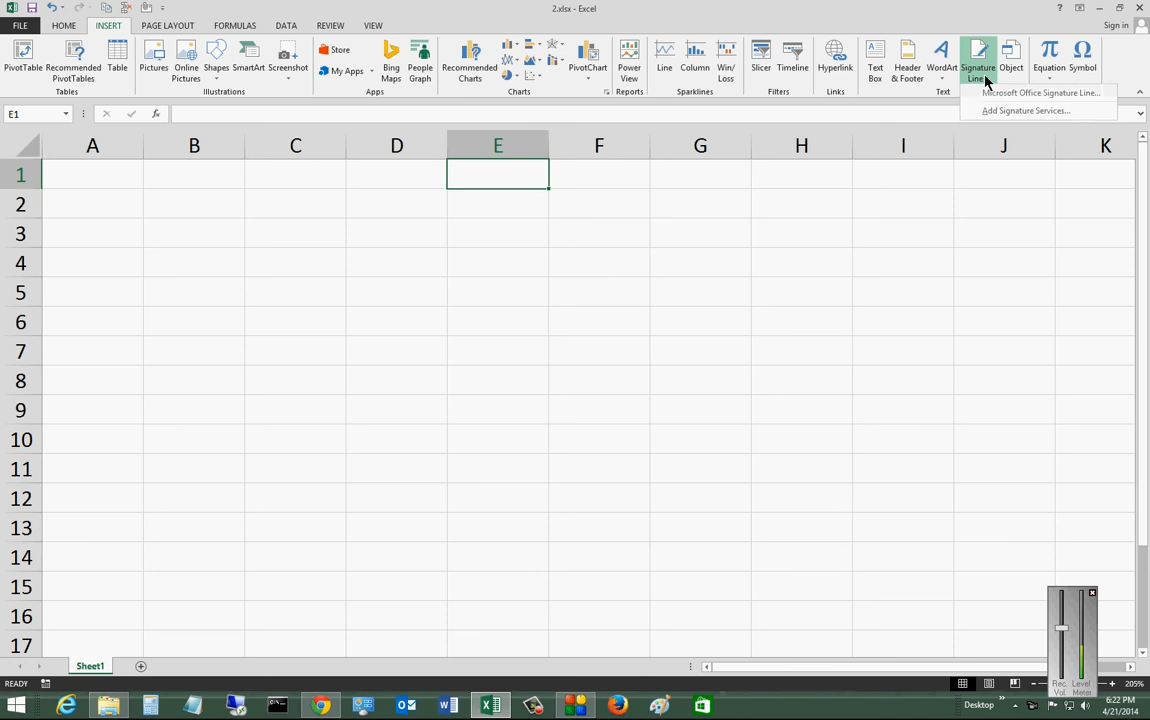 2.xlsx - Excel
Sign in
FILE HOME INSERT PAGE LAYOUT FORMULAS DATA REVIEW VIEW
PivotTable Recommended PivotTables Table
Tables
Pictures Online Pictures Shapes SmartArt Screenshot
Illustrations
Store
My Apps
Bing Maps People Graph
Apps
Recommended Charts PivotChart
Charts
Power View
Reports
Line Column Win/Loss
Sparklines
Slicer Timeline
Filters
Hyperlink
Links
Text Box Header & Footer WordArt Signature Line Object
Text
Equation Symbol
Microsoft Office Signature Line...
Add Signature Services...
E1
fx
A B C D E F G H I J K
1
2
3
4
5
6
7
8
9
10
11
12
13
14
15
16
17
Rec. Vol Level Meter
Sheet1
READY
205%
Desktop
6:22 PM
4/21/2014